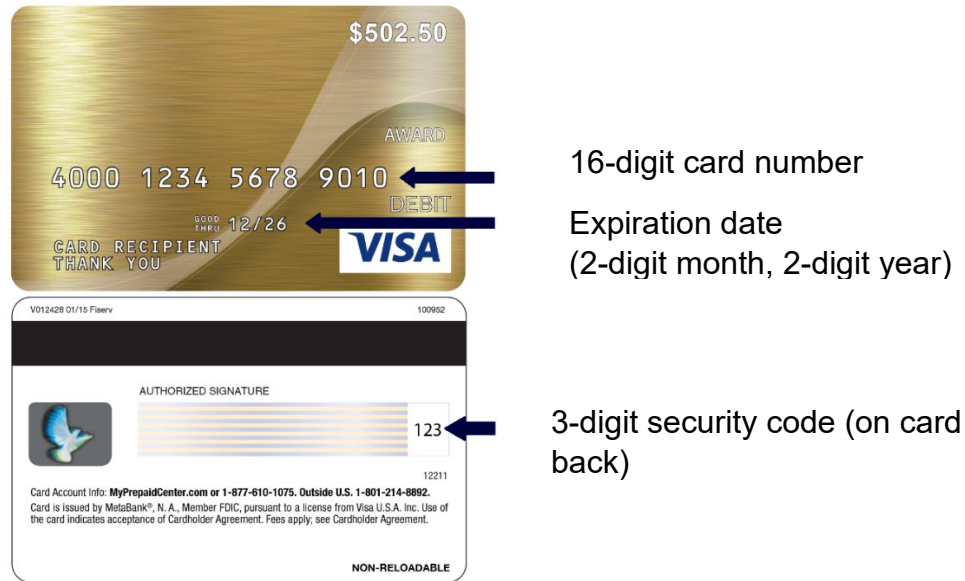 $502.50
AWARD
4000 1234 5678 9010
DEBIT
GOOD
THRU 12/26
CARD RECIPIENT
THANK YOU
VISA
16-digit card number
Expiration date
(2-digit month, 2-digit year)
V012428 01/15 Fiserv
100952
AUTHORIZED SIGNATURE
123
12211
3-digit security code (on card
back)
Card Account Info: MyPrepaidCenter.com or 1-877-610-1075. Outside U.S. 1-801-214-8892.
Card is issued by MetaBank®, N. A., Member FDIC, pursuant to a license from Visa U.S.A. Inc. Use of
the card indicates acceptance of Cardholder Agreement. Fees apply; see Cardholder Agreement.
NON-RELOADABLE